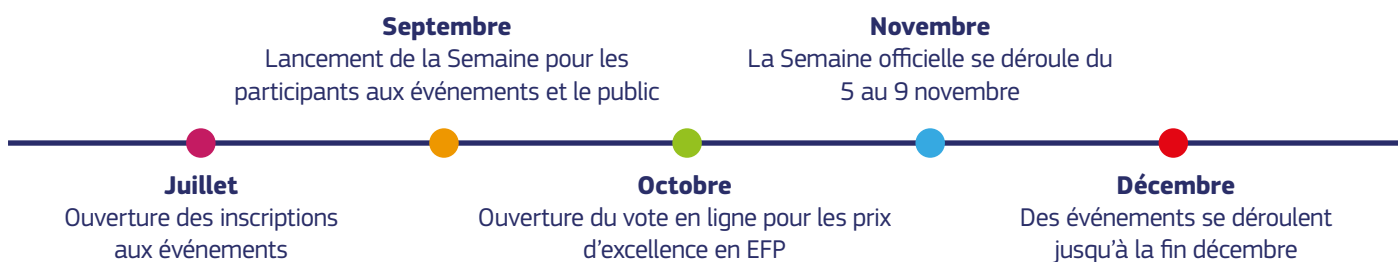 Septembre
Lancement de la Semaine pour les
participants aux événements et le public
Novembre
La Semaine officielle se déroule du
5 au 9 novembre
Juillet
Ouverture des inscriptions
aux événements
Octobre
Ouverture du vote en ligne pour les prix
d'excellence en EFP
Décembre
Des événements se déroulent
jusqu'à la fin décembre